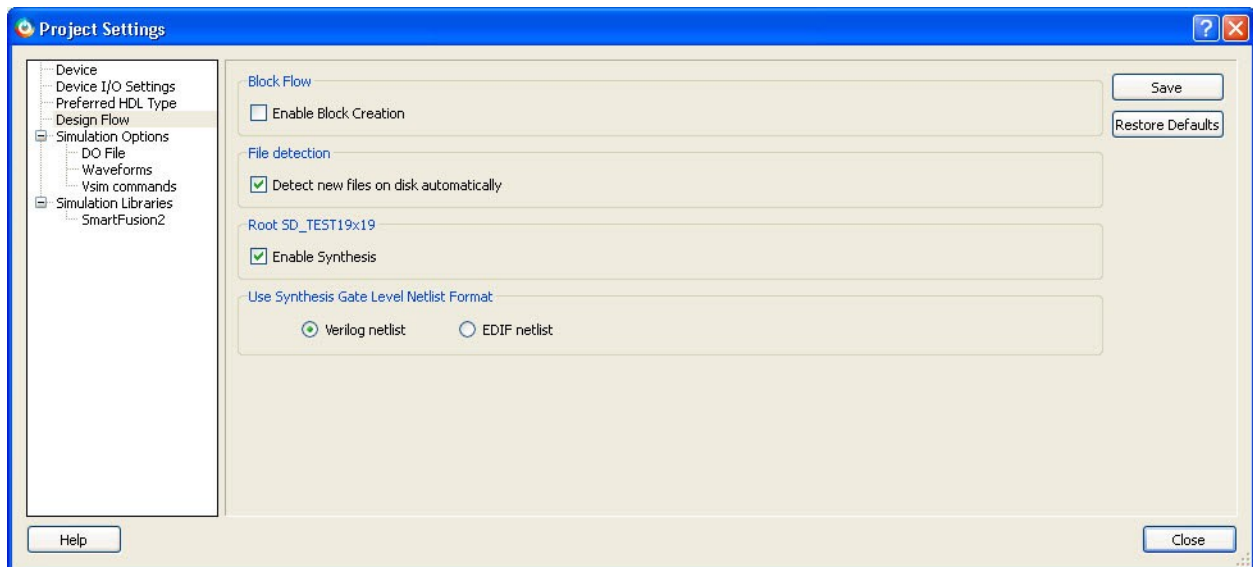 Project Settings
Device
Device I/O Settings
Preferred HDL Type
Design Flow
Simulation Options
DO File
Waveforms
Vsim commands
Simulation Libraries
SmartFusion2
Block Flow
Enable Block Creation
File detection
Detect new files on disk automatically
Root SD_TEST19x19
Enable Synthesis
Use Synthesis Gate Level Netlist Format
Verilog netlist EDIF netlist
Save
Restore Defaults
Help
Close